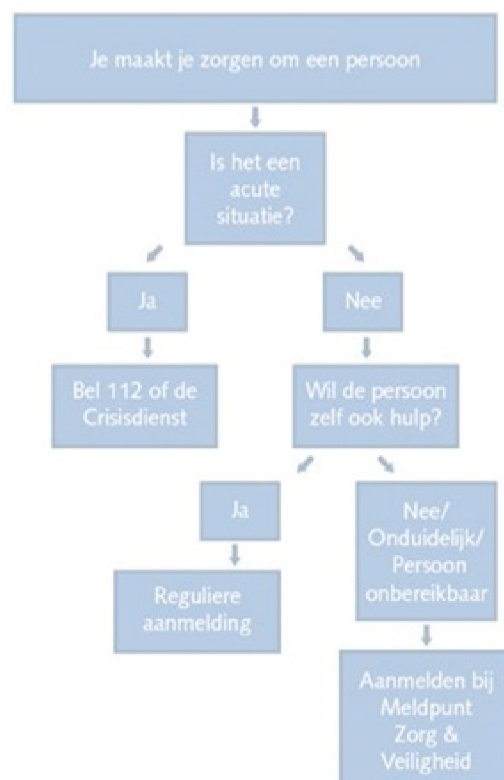 Je maakt je zorgen om een persoon
Is het een
acute
situatie?
Ja
Nee
Bel 112 of de
Crisisdienst
Wil de persoon
zelf ook hulp?
Ja
Nee/
Onduidelijk/
Persoon
onbereikbaar
Reguliere
aanmelding
Aanmelden bij
Meldpunt
Zorg &
Veiligheid